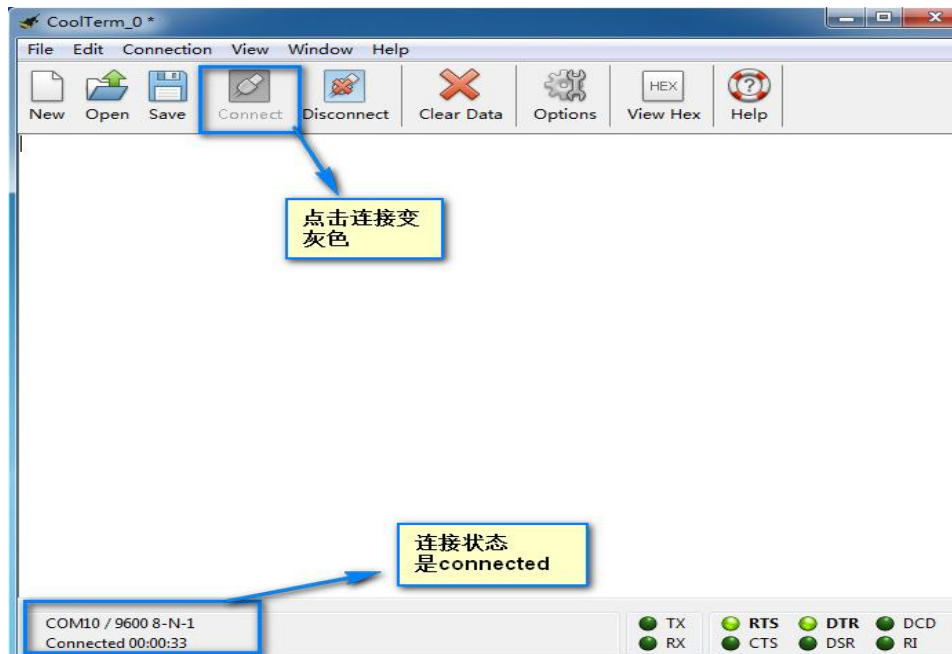 CoolTerm_0 *
File Edit Connection View Window Help
New Open Save Connect Disconnect Clear Data Options HEX View Hex ? Help
点击连接变
灰色
连接状态
是connected
COM10 / 9600 8-N-1
Connected 00:00:33
TX RTS DTR DCD
RX CTS DSR RI